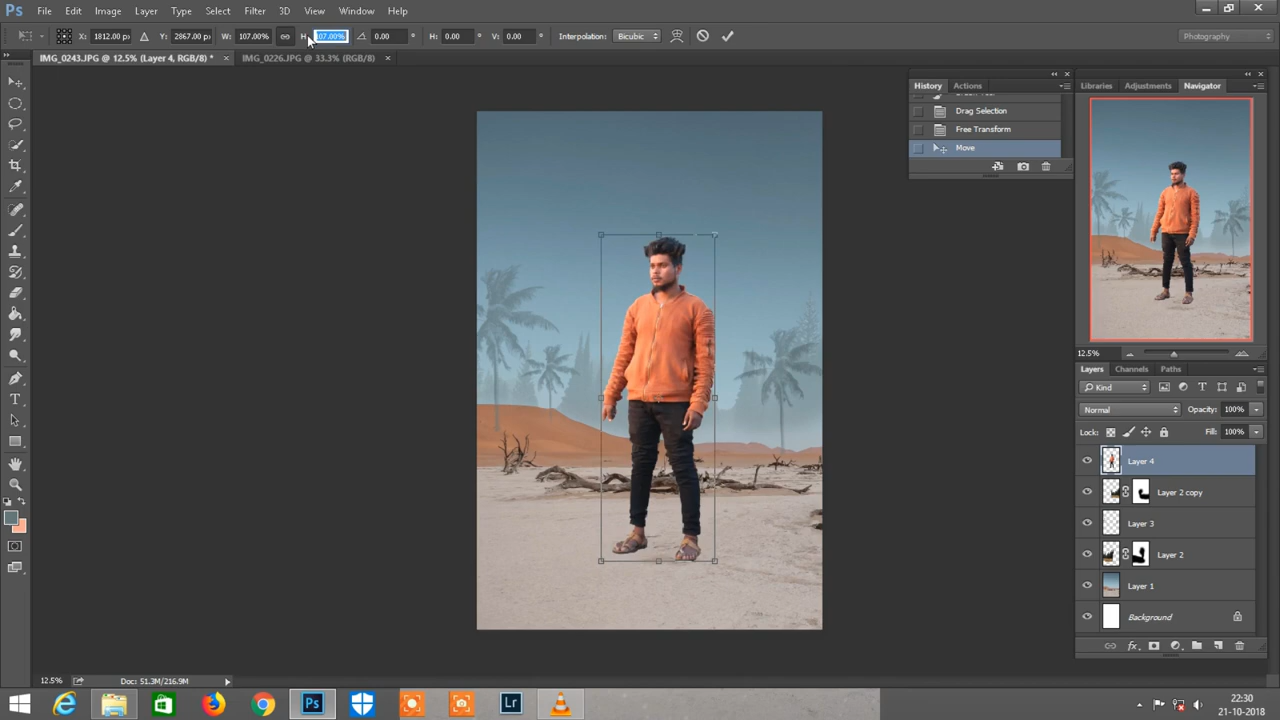 Ps File Edit Image Layer Type Select Filter 3D View Window Help
X: 1812.00 px Y: 2867.00 px W: 107.00% H: 107.00% 0.00 ° H: 0.00 ° V: 0.00 ° Interpolation: Bicubic Photography
IMG_0243.JPG @ 12.5% (Layer 4, RGB/8) * × IMG_0226.JPG @ 33.3% (RGB/8) ×
History Actions
Drag Selection
Free Transform
Move
Libraries Adjustments Navigator
12.5%
Layers Channels Paths
Kind
Normal Opacity: 100%
Lock: Fill: 100%
Layer 4
Layer 2 copy
Layer 3
Layer 2
Layer 1
Background
12.5% Doc: 51.3M/216.9M
Ps Lr
22:30
21-10-2018